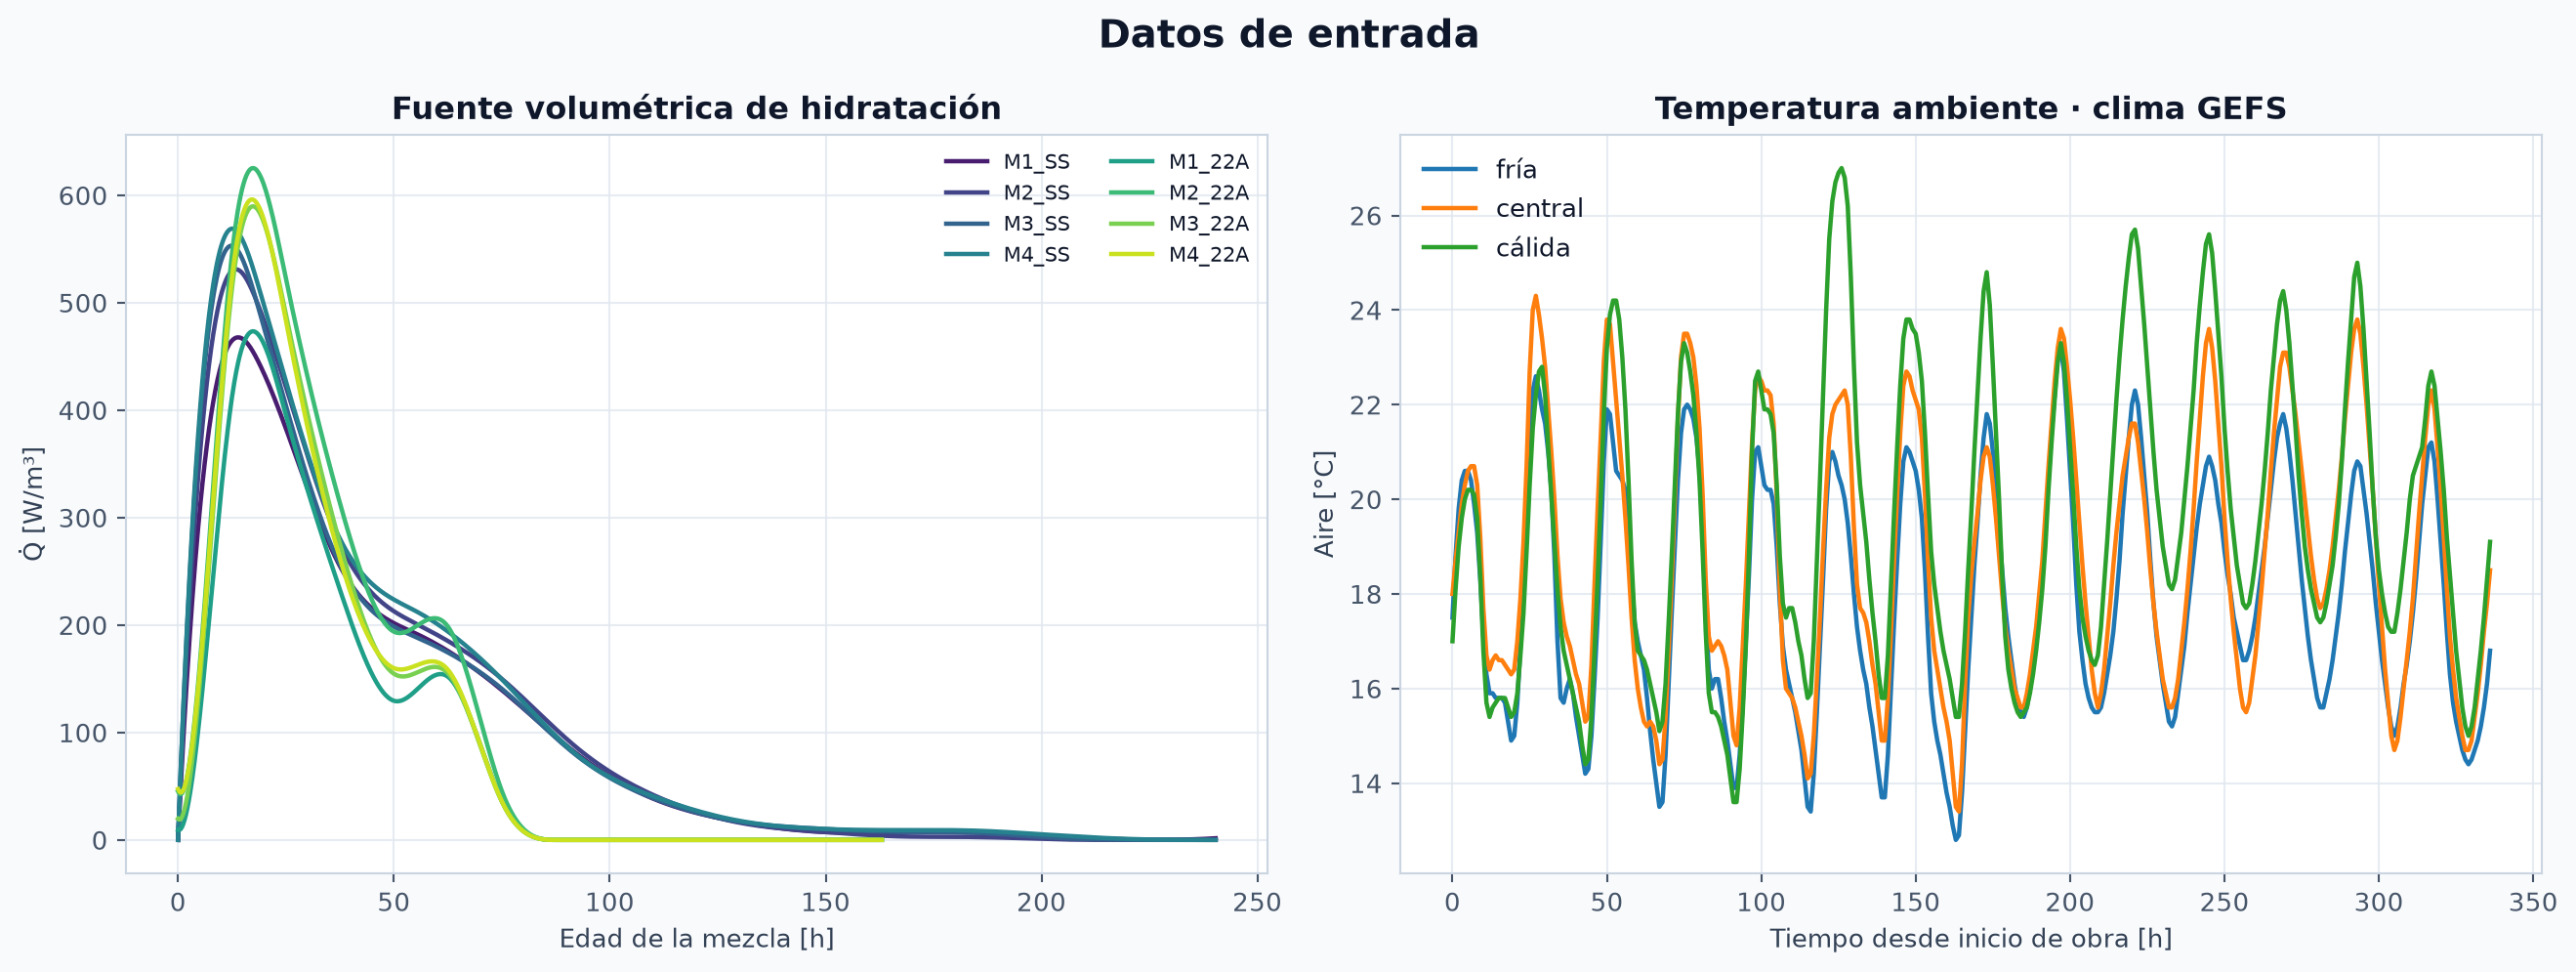 Datos de entrada
Fuente volumétrica de hidratación
Q̇ [W/m³]
600
500
400
300
200
100
0
M1_SS
M2_SS
M3_SS
M4_SS
M1_22A
M2_22A
M3_22A
M4_22A
0 50 100 150 200 250
Edad de la mezcla [h]
Temperatura ambiente · clima GEFS
Aire [°C]
26
24
22
20
18
16
14
fría
central
cálida
0 50 100 150 200 250 300 350
Tiempo desde inicio de obra [h]